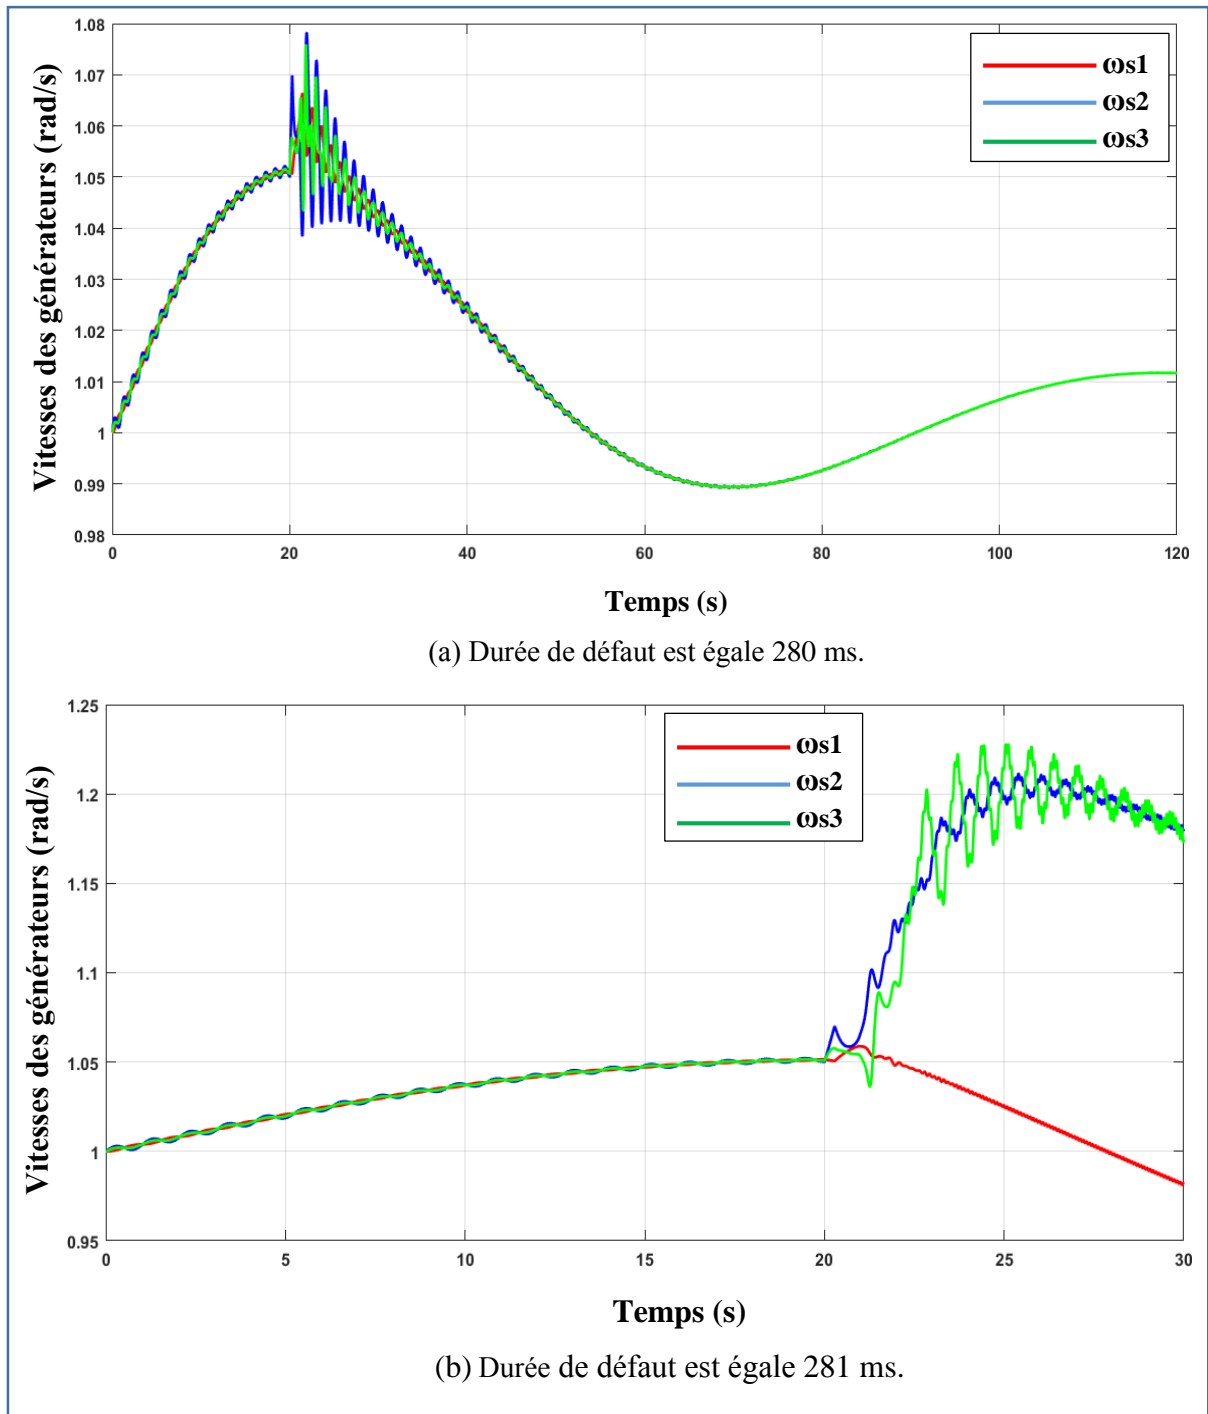 1.08
1.07
1.06
1.05
1.04
1.03
1.02
1.01
1
0.99
0.98
Vitesses des générateurs (rad/s)
ωs1
ωs2
ωs3
0 20 40 60 80 100 120
Temps (s)
(a) Durée de défaut est égale 280 ms.
1.25
1.2
1.15
1.1
1.05
1
0.95
Vitesses des générateurs (rad/s)
ωs1
ωs2
ωs3
0 5 10 15 20 25 30
Temps (s)
(b) Durée de défaut est égale 281 ms.